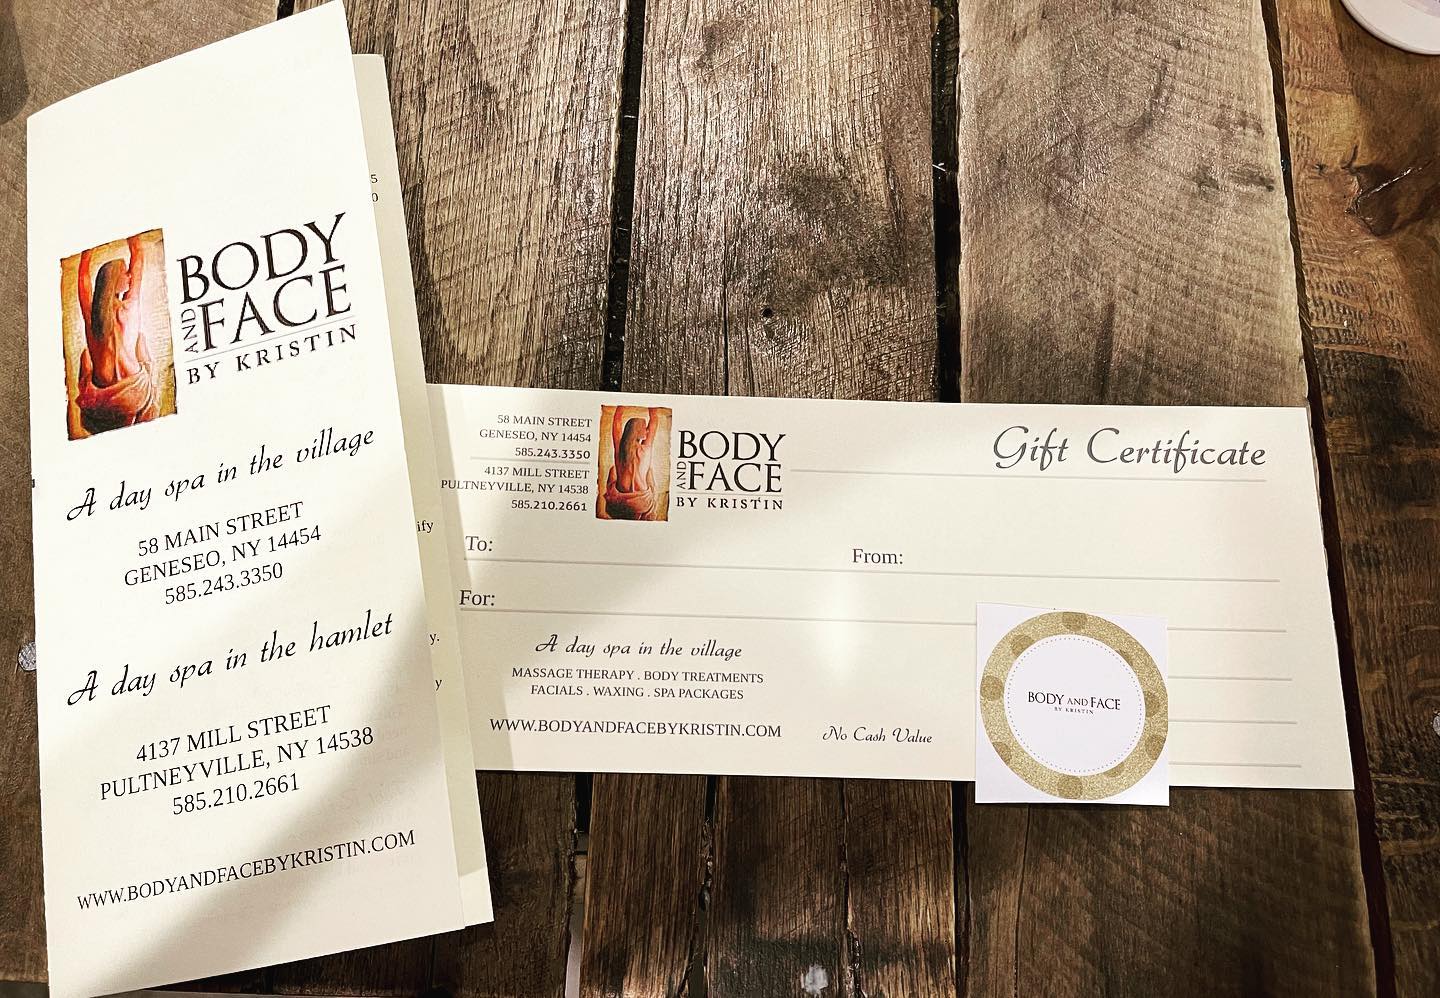 BODY
AND FACE
BY KRISTIN
A day spa in the village
58 MAIN STREET
GENESEO, NY 14454
585.243.3350
A day spa in the hamlet
4137 MILL STREET
PULTNEYVILLE, NY 14538
585.210.2661
WWW.BODYANDFACEBYKRISTIN.COM
5
0
ify
y.
y
58 MAIN STREET
GENESEO, NY 14454
585.243.3350
4137 MILL STREET
PULTNEYVILLE, NY 14538
585.210.2661
BODY
AND FACE
BY KRISTIN
Gift Certificate
To:
From:
For:
A day spa in the village
MASSAGE THERAPY . BODY TREATMENTS
FACIALS . WAXING . SPA PACKAGES
WWW.BODYANDFACEBYKRISTIN.COM
No Cash Value
BODY AND FACE
BY KRISTIN